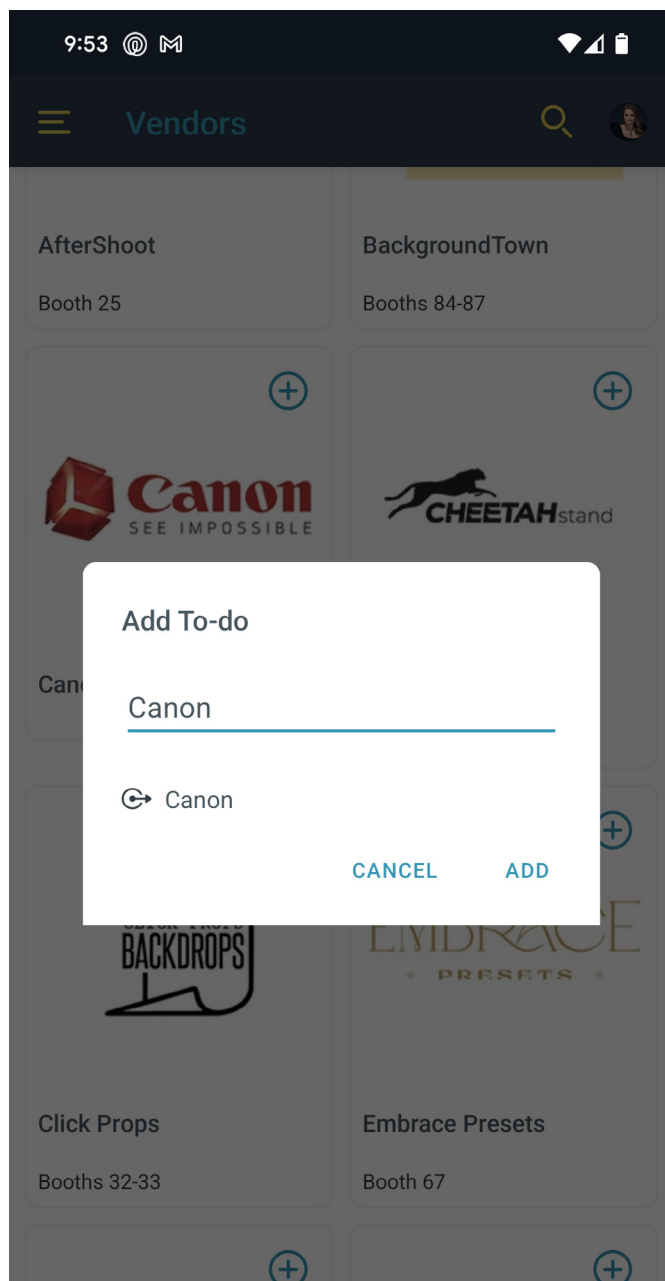 9:53
Vendors
AfterShoot
BackgroundTown
Booth 25
Booths 84-87
Canon
SEE IMPOSSIBLE
CHEETAHstand
Add To-do
Canon
Canon
CANCEL
ADD
BACKDROPS
EMBRACE
PRESETS
Click Props
Embrace Presets
Booths 32-33
Booth 67